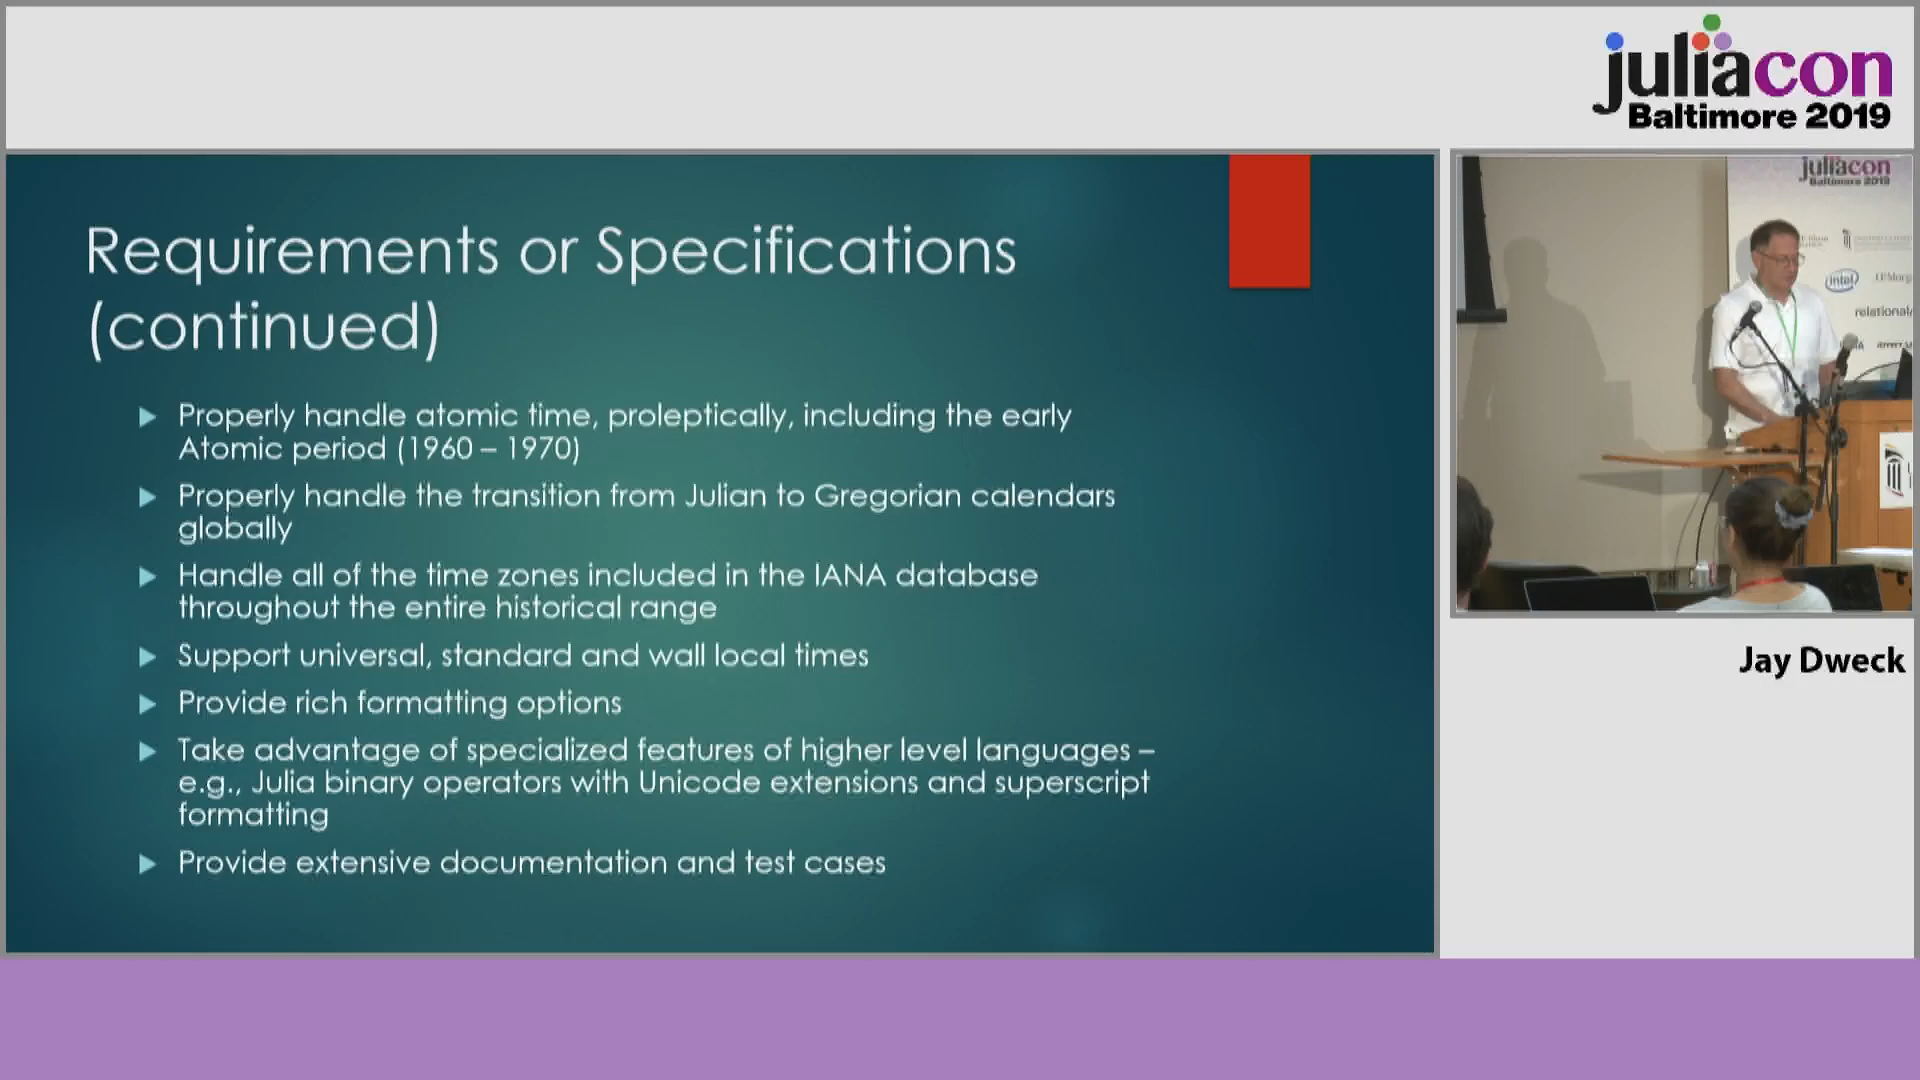 juliacon
Baltimore 2019
Requirements or Specifications
(continued)
Properly handle atomic time, proleptically, including the early
Atomic period (1960 – 1970)
Properly handle the transition from Julian to Gregorian calendars
globally
Handle all of the time zones included in the IANA database
throughout the entire historical range
Support universal, standard and wall local times
Provide rich formatting options
Take advantage of specialized features of higher level languages –
e.g., Julia binary operators with Unicode extensions and superscript
formatting
Provide extensive documentation and test cases
juliacon
Baltimore 2019
intel
J.P.Morg
relational
Jay Dweck